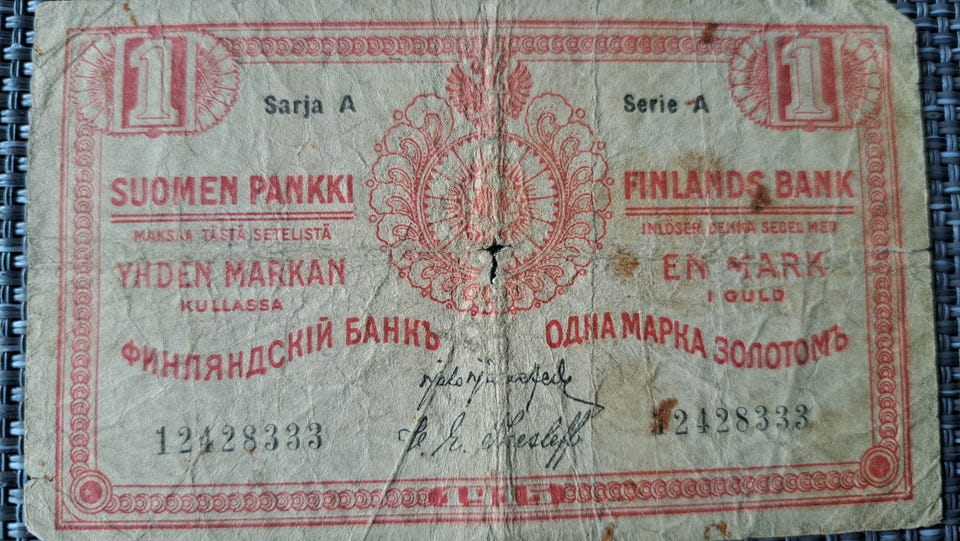 1 1
Sarja A Serie A
SUOMEN PANKKI FINLANDS BANK
MAKSAA TÄSTÄ SETELISTÄ INLÖSER DENNA SEDEL MED
YHDEN MARKAN EN MARK
KULLASSA I GULD
ФИНЛЯНДСКІЙ БАНКЪ ОДНА МАРКА ЗОЛОТОМЪ
12428333 12428333
1915